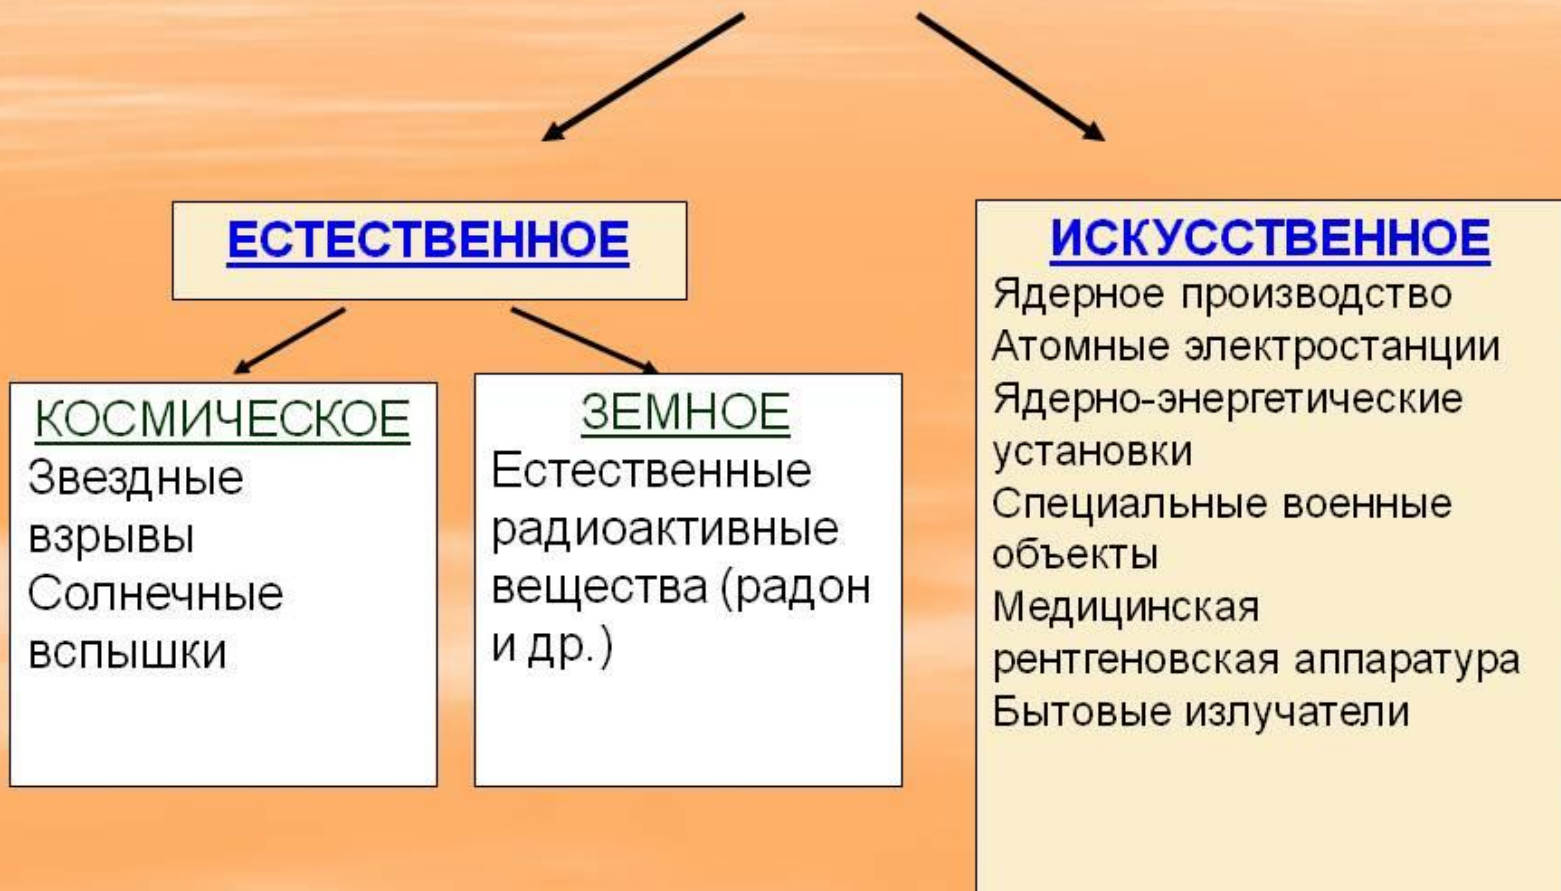 ЕСТЕСТВЕННОЕ
КОСМИЧЕСКОЕ
Звездные
взрывы
Солнечные
вспышки
ЗЕМНОЕ
Естественные
радиоактивные
вещества (радон
и др.)
ИСКУССТВЕННОЕ
Ядерное производство
Атомные электростанции
Ядерно-энергетические
установки
Специальные военные
объекты
Медицинская
рентгеновская аппаратура
Бытовые излучатели